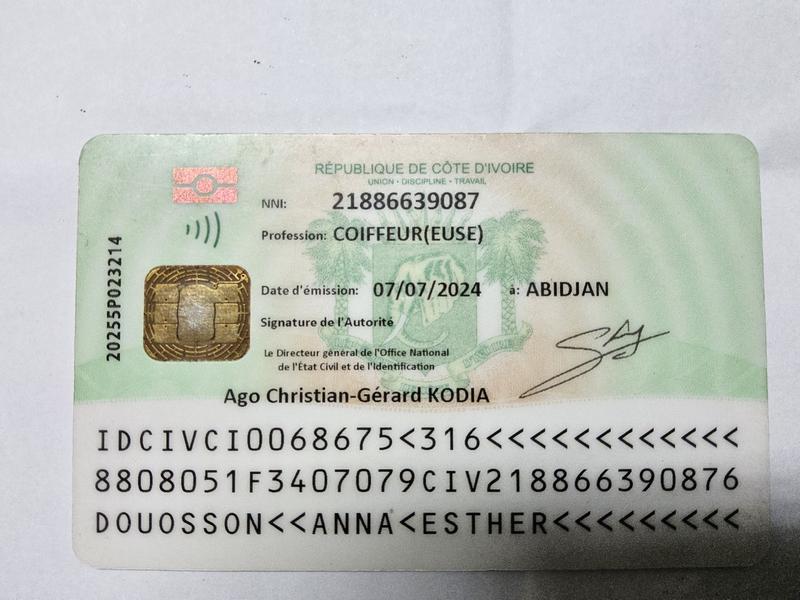 RÉPUBLIQUE DE CÔTE D'IVOIRE
UNION - DISCIPLINE - TRAVAIL
NNI: 21886639087
Profession: COIFFEUR(EUSE)
Date d'émission: 07/07/2024 à: ABIDJAN
Signature de l'Autorité
Le Directeur général de l'Office National
de l'État Civil et de l'Identification
Ago Christian-Gérard KODIA
20255P023214
IDCIVCI0068675<316<<<<<<<<<<<<
8808051F3407079CIV218866390876
DOUOSSON<<ANNA<ESTHER<<<<<<<<<